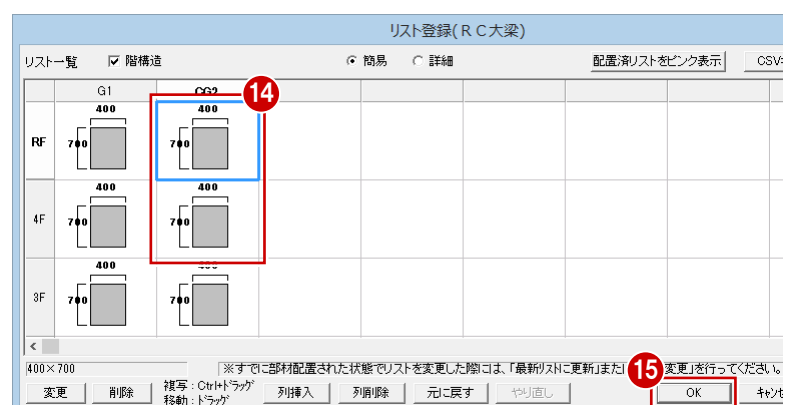 リスト登録(ＲＣ大梁)
リスト一覧 階構造 簡易 詳細 配置済リストをピンク表示
G1 CG2 14
RF 400 700 400 700
4F 400 700 400 700
3F 400 700 400 700
400×700 ※すでに部材配置された状態でリストを変更した際には、「最新リストに更新」また 15 変更」を行ってください。
変更 削除 複写：Ctrl+ドラッグ 列挿入 列削除 元に戻す やり直し OK
移動：ドラッグ